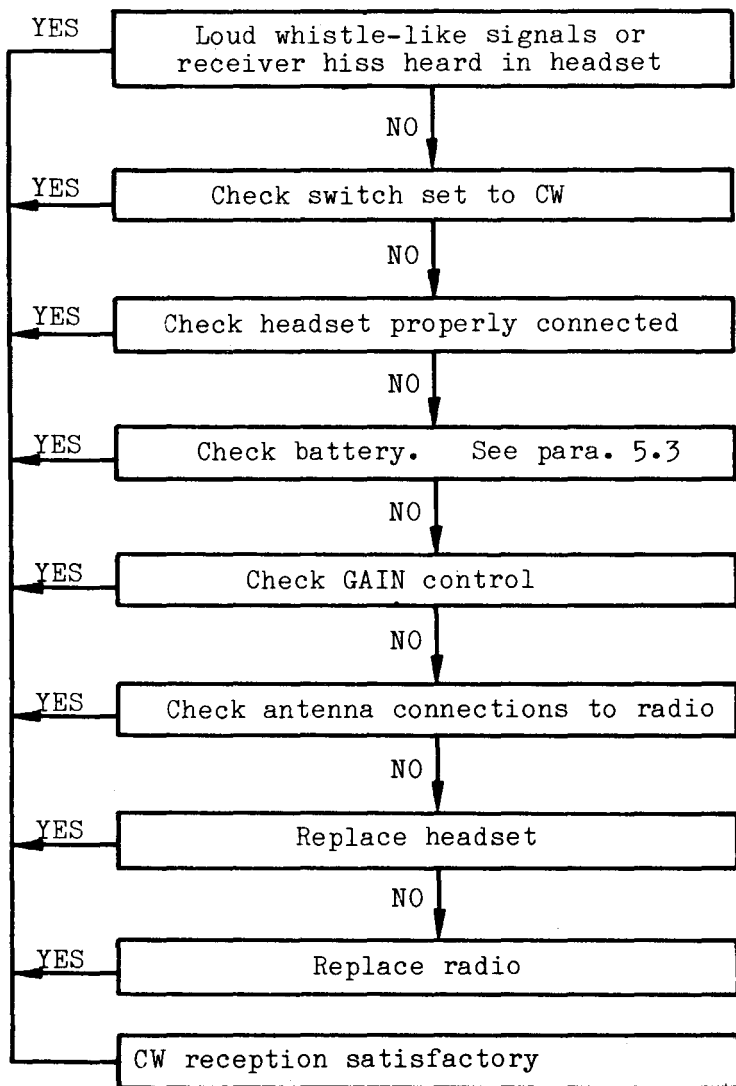 YES
Loud whistle-like signals or
receiver hiss heard in headset
NO
YES
Check switch set to CW
NO
YES
Check headset properly connected
NO
YES
Check battery. See para. 5.3
NO
YES
Check GAIN control
NO
YES
Check antenna connections to radio
NO
YES
Replace headset
NO
YES
Replace radio
CW reception satisfactory